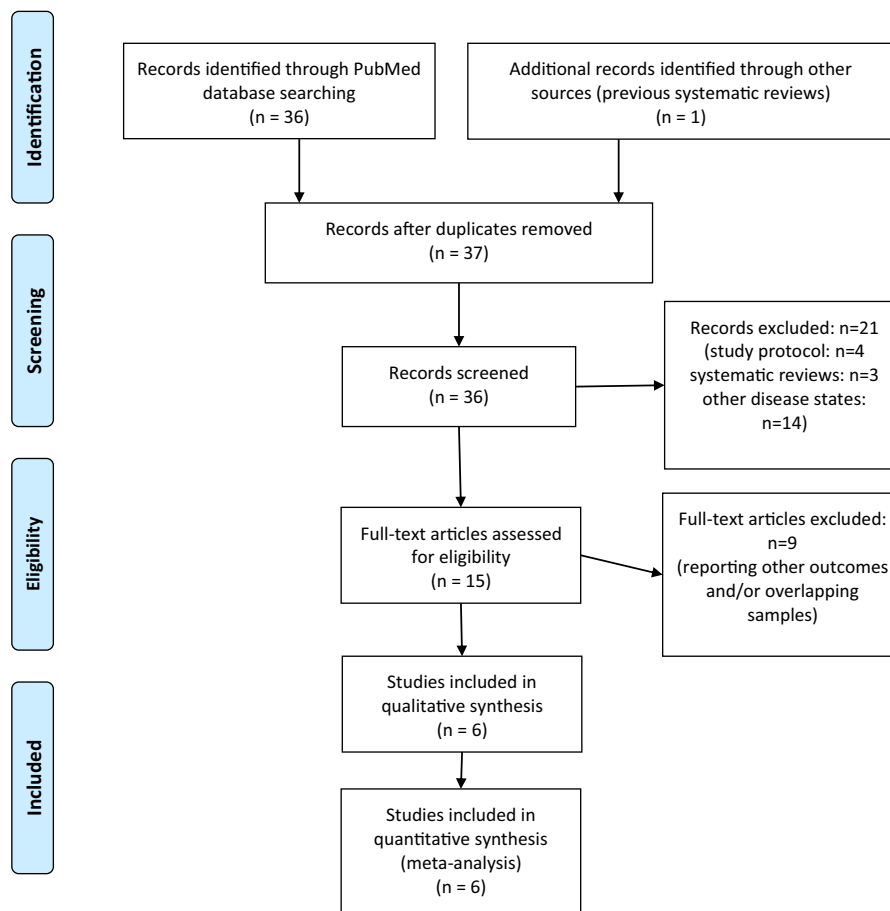 Identification
Records identified through PubMed
database searching
(n = 36)
Additional records identified through other
sources (previous systematic reviews)
(n = 1)
Records after duplicates removed
(n = 37)
Screening
Records screened
(n = 36)
Records excluded: n=21
(study protocol: n=4
systematic reviews: n=3
other disease states:
n=14)
Eligibility
Full-text articles assessed
for eligibility
(n = 15)
Full-text articles excluded:
n=9
(reporting other outcomes
and/or overlapping
samples)
Included
Studies included in
qualitative synthesis
(n = 6)
Studies included in
quantitative synthesis
(meta-analysis)
(n = 6)